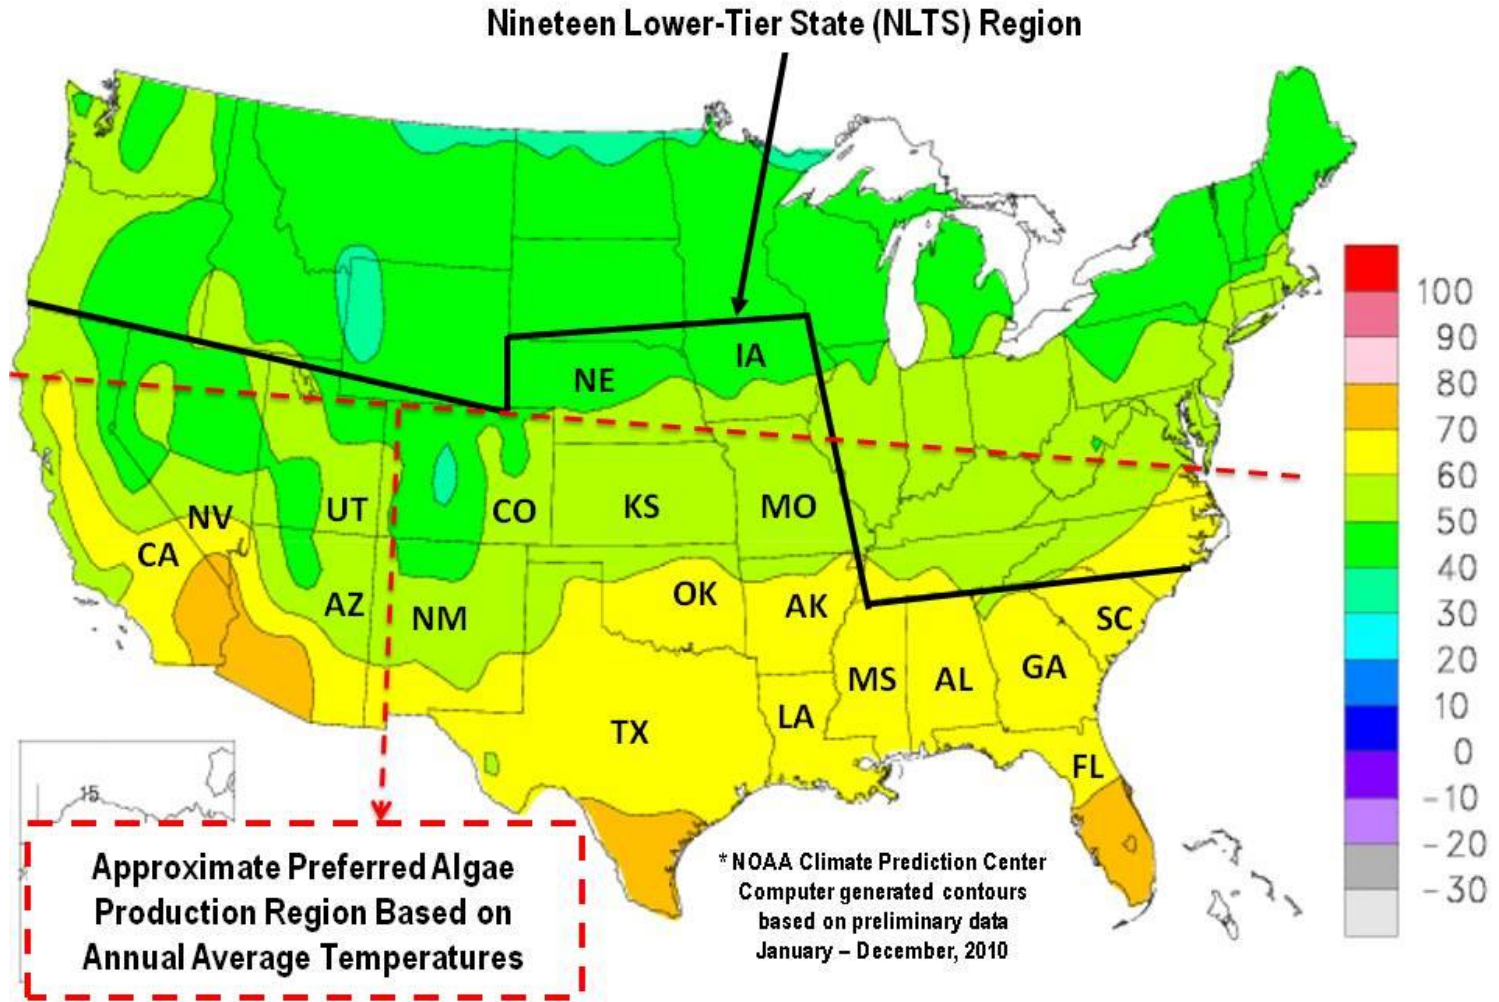 Nineteen Lower-Tier State (NLTS) Region
IA
NE
NV
UT
CO
KS
MO
CA
AZ
NM
OK
AK
SC
MS
AL
GA
TX
LA
FL
100
90
80
70
60
50
40
30
20
10
0
-10
-20
-30
15
Approximate Preferred Algae
Production Region Based on
Annual Average Temperatures
* NOAA Climate Prediction Center
Computer generated contours
based on preliminary data
January – December, 2010